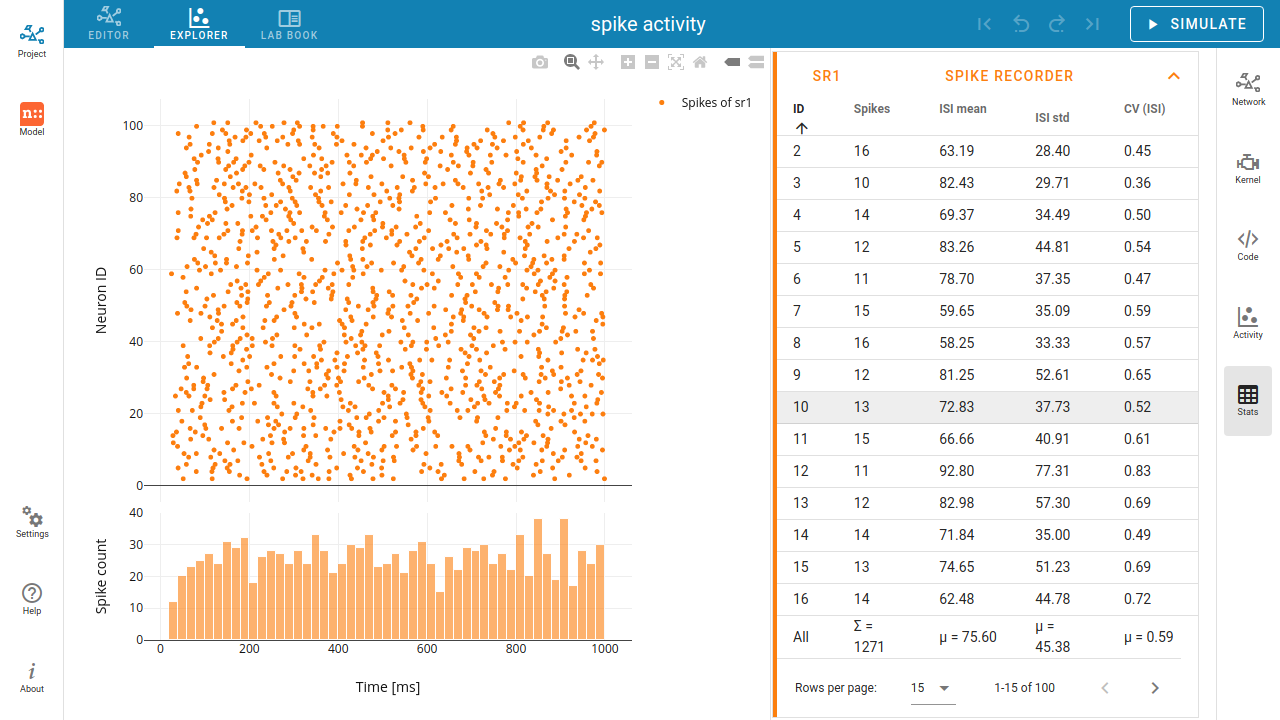 Project
Model
Settings
Help
i
About
EDITOR
EXPLORER
LAB BOOK
spike activity
SIMULATE
n::
Spikes of sr1
Neuron ID
100
80
60
40
20
0
Spike count
40
30
20
10
0
0 200 400 600 800 1000
Time [ms]
SR1 SPIKE RECORDER
ID Spikes ISI mean ISI std CV (ISI)
2 16 63.19 28.40 0.45
3 10 82.43 29.71 0.36
4 14 69.37 34.49 0.50
5 12 83.26 44.81 0.54
6 11 78.70 37.35 0.47
7 15 59.65 35.09 0.59
8 16 58.25 33.33 0.57
9 12 81.25 52.61 0.65
10 13 72.83 37.73 0.52
11 15 66.66 40.91 0.61
12 11 92.80 77.31 0.83
13 12 82.98 57.30 0.69
14 14 71.84 35.00 0.49
15 13 74.65 51.23 0.69
16 14 62.48 44.78 0.72
All Σ = 1271 μ = 75.60 μ = 45.38 μ = 0.59
Rows per page: 15 1-15 of 100
Network
Kernel
Code
Activity
Stats